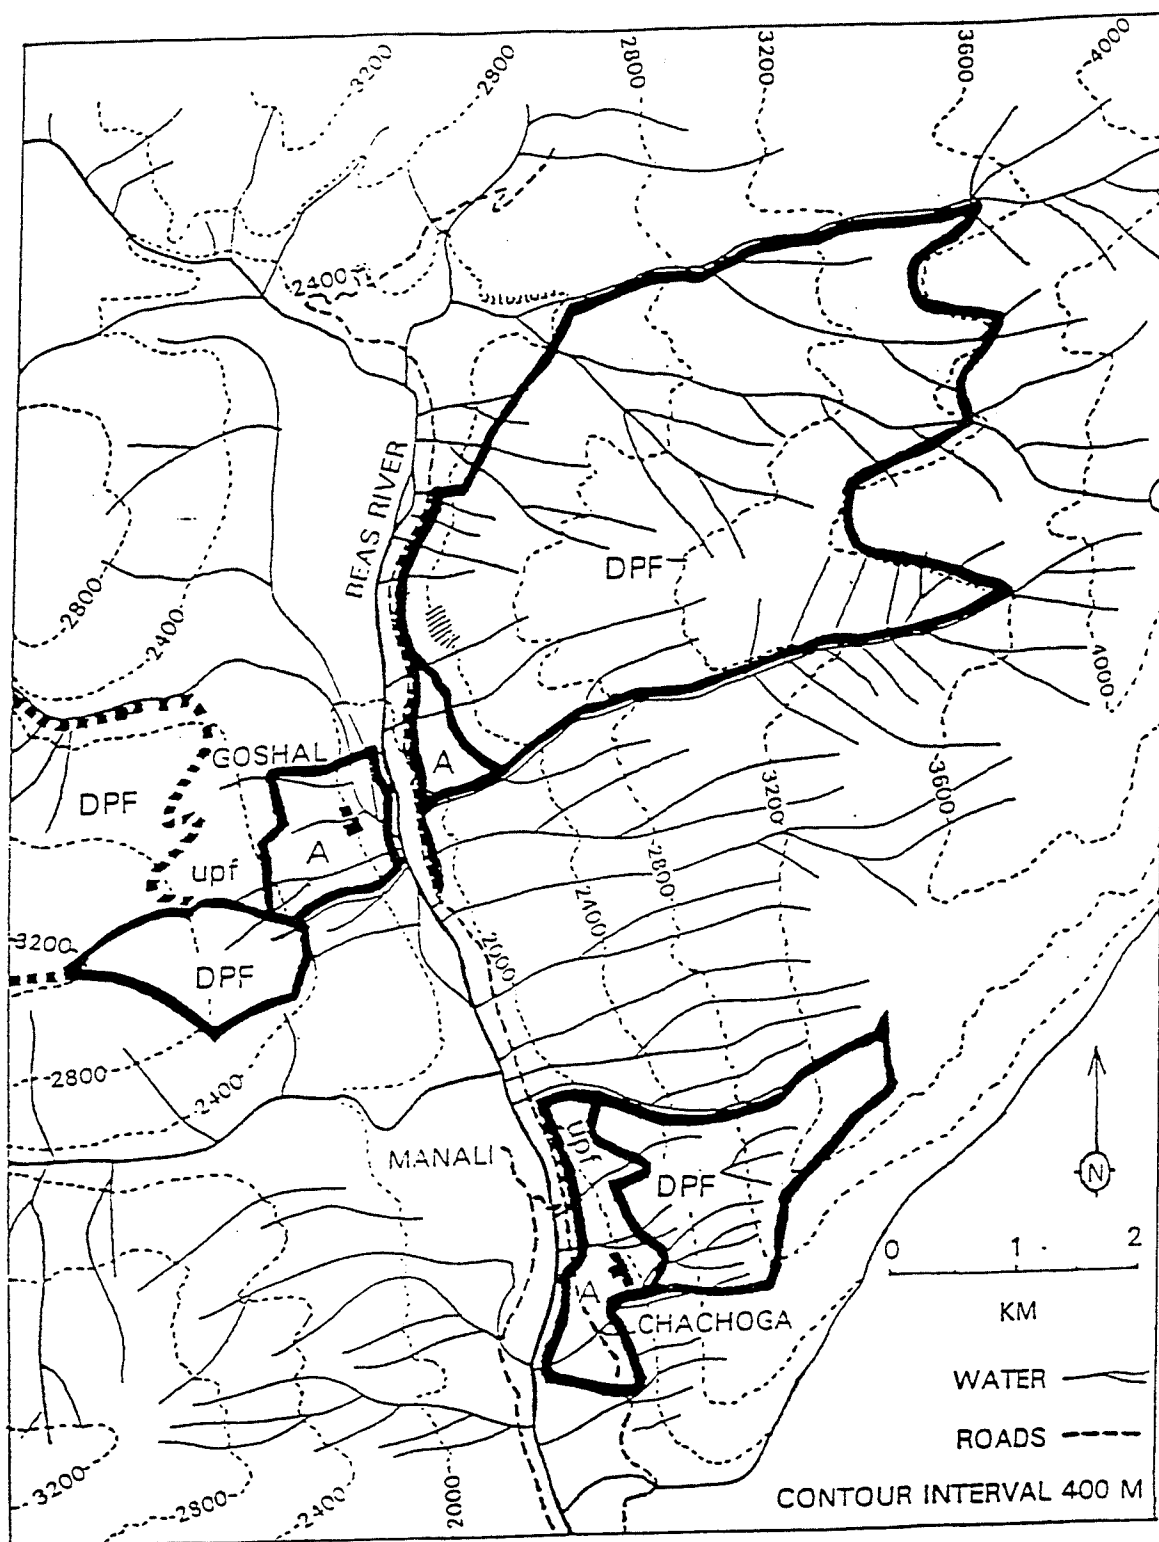 3200
2800
2800
3200
3600
4000
2400
BEAS RIVER
DPF
2800
2400
4000
GOSHAL
A
DPF
3200
3600
A
upf
2800
2400
3200
DPF
2000
2800
2400
upf
MANALI
DPF
N
0 1 2
A
KM
CHACHOGA
WATER
ROADS
3200
2800
2400
2000
CONTOUR INTERVAL 400 M